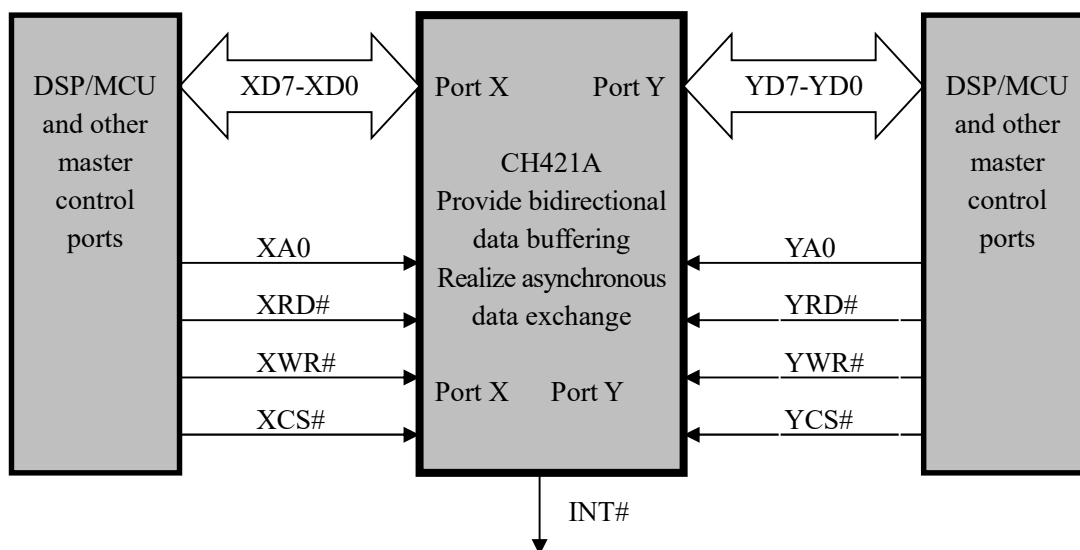 DSP/MCU
and other
master
control
ports
XD7-XD0
XA0
XRD#
XWR#
XCS#
Port X Port Y
CH421A
Provide bidirectional
data buffering
Realize asynchronous
data exchange
Port X Port Y
INT#
YD7-YD0
YA0
YRD#
YWR#
YCS#
DSP/MCU
and other
master
control
ports